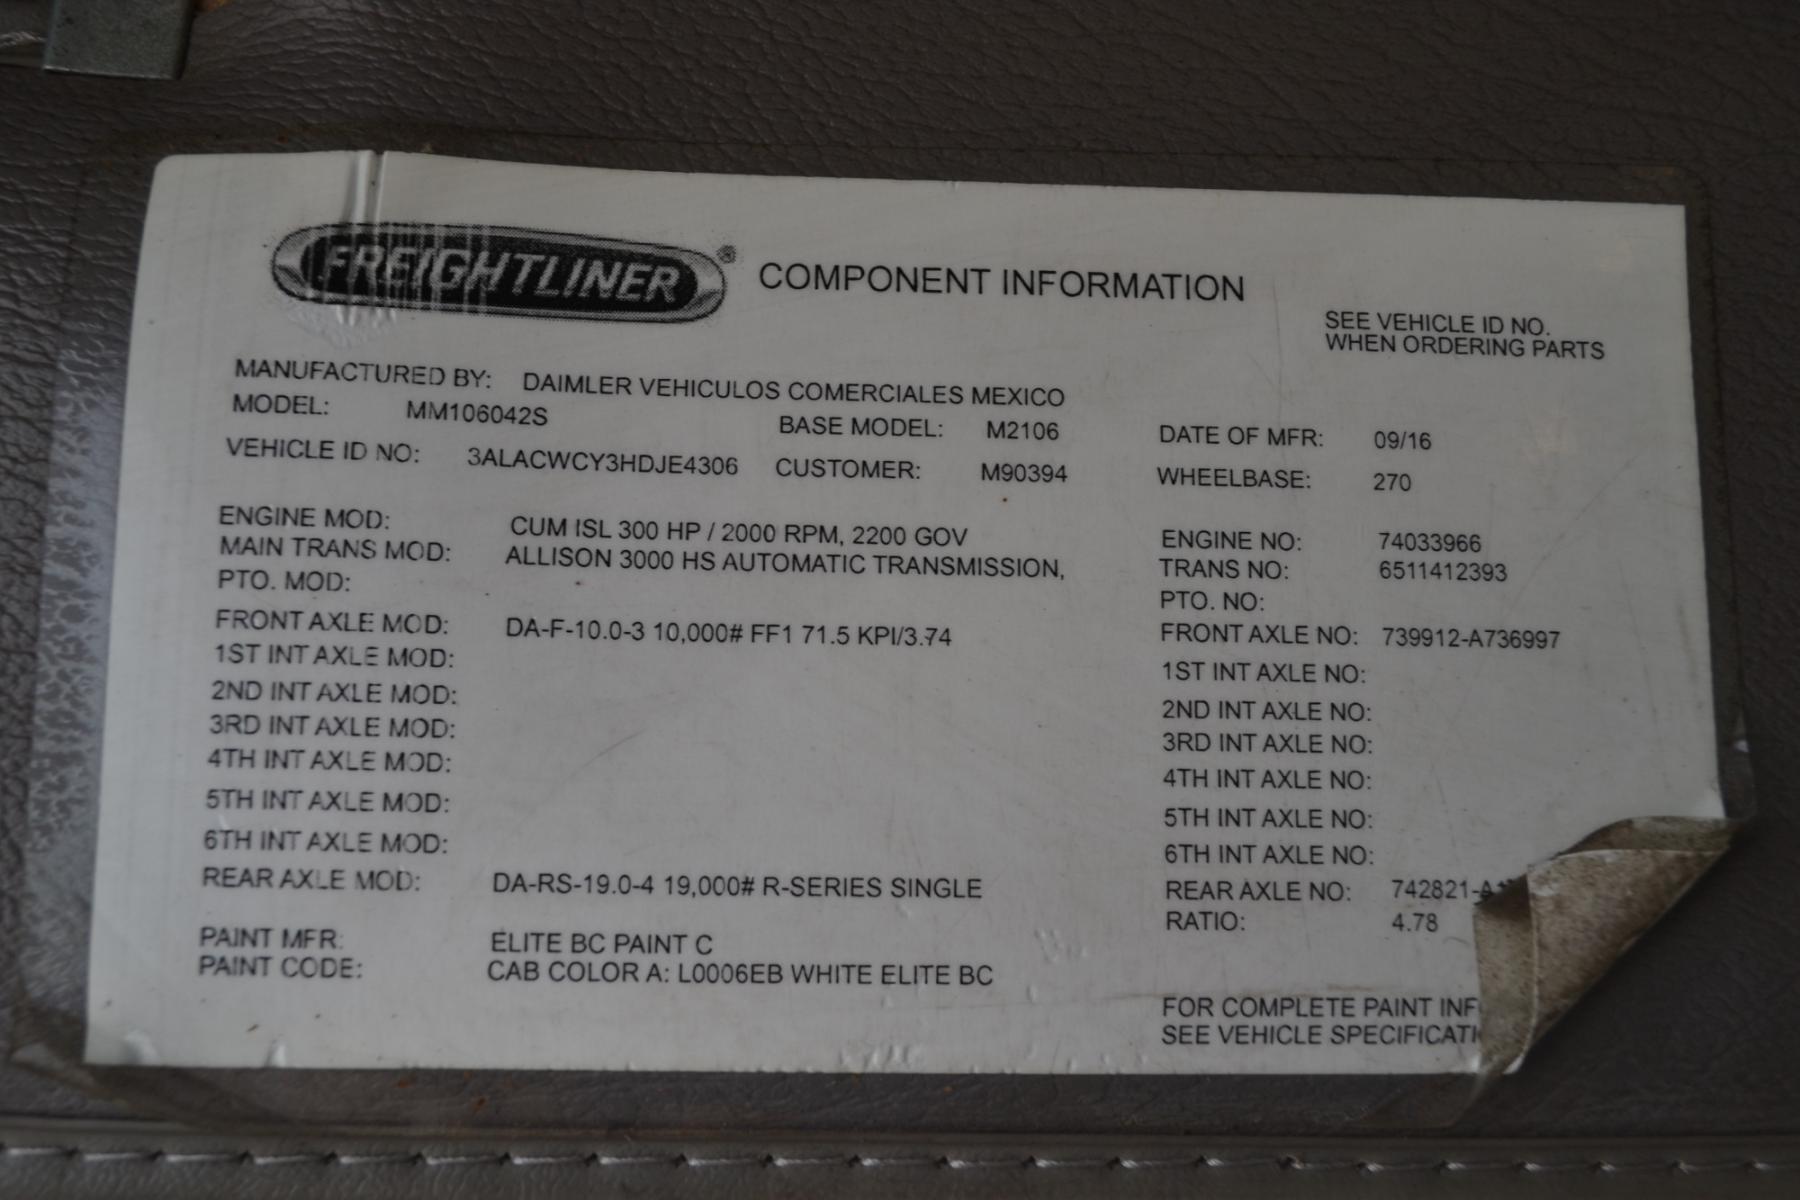 FREIGHTLINER ® COMPONENT INFORMATION
SEE VEHICLE ID NO.
WHEN ORDERING PARTS
MANUFACTURED BY: DAIMLER VEHICULOS COMERCIALES MEXICO
MODEL: MM106042S BASE MODEL: M2106 DATE OF MFR: 09/16
VEHICLE ID NO: 3ALACWCY3HDJE4306 CUSTOMER: M90394 WHEELBASE: 270
ENGINE MOD: CUM ISL 300 HP / 2000 RPM, 2200 GOV ENGINE NO: 74033966
MAIN TRANS MOD: ALLISON 3000 HS AUTOMATIC TRANSMISSION, TRANS NO: 6511412393
PTO. MOD: PTO. NO:
FRONT AXLE MOD: DA-F-10.0-3 10,000# FF1 71.5 KPI/3.74 FRONT AXLE NO: 739912-A736997
1ST INT AXLE MOD: 1ST INT AXLE NO:
2ND INT AXLE MOD: 2ND INT AXLE NO:
3RD INT AXLE MOD: 3RD INT AXLE NO:
4TH INT AXLE MOD: 4TH INT AXLE NO:
5TH INT AXLE MOD: 5TH INT AXLE NO:
6TH INT AXLE MOD: 6TH INT AXLE NO:
REAR AXLE MOD: DA-RS-19.0-4 19,000# R-SERIES SINGLE REAR AXLE NO: 742821-A
RATIO: 4.78
PAINT MFR: ELITE BC PAINT C
PAINT CODE: CAB COLOR A: L0006EB WHITE ELITE BC
FOR COMPLETE PAINT INF
SEE VEHICLE SPECIFICATI